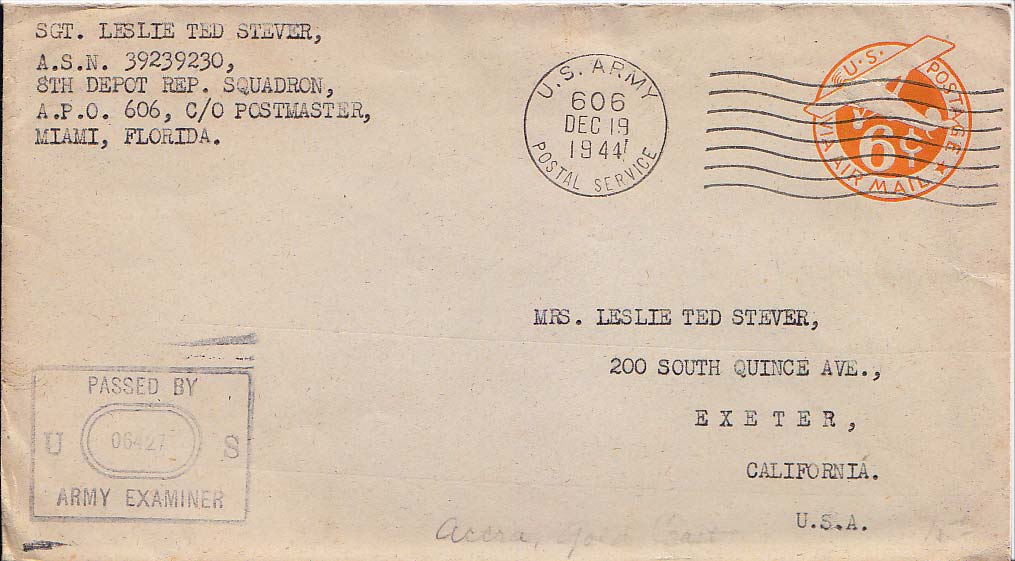 SGT. LESLIE TED STEVER,
A.S.N. 39239230,
8TH DEPOT REP. SQUADRON,
A.P.O. 606, C/O POSTMASTER,
MIAMI, FLORIDA.
U.S. ARMY
606
DEC 19
1944
POSTAL SERVICE
U.S. POSTAGE
6¢
VIA AIR MAIL
MRS. LESLIE TED STEVER,
200 SOUTH QUINCE AVE.,
EXETER,
CALIFORNIA.
U.S.A.
PASSED BY
U 06427 S
ARMY EXAMINER
Accra, Gold Coast